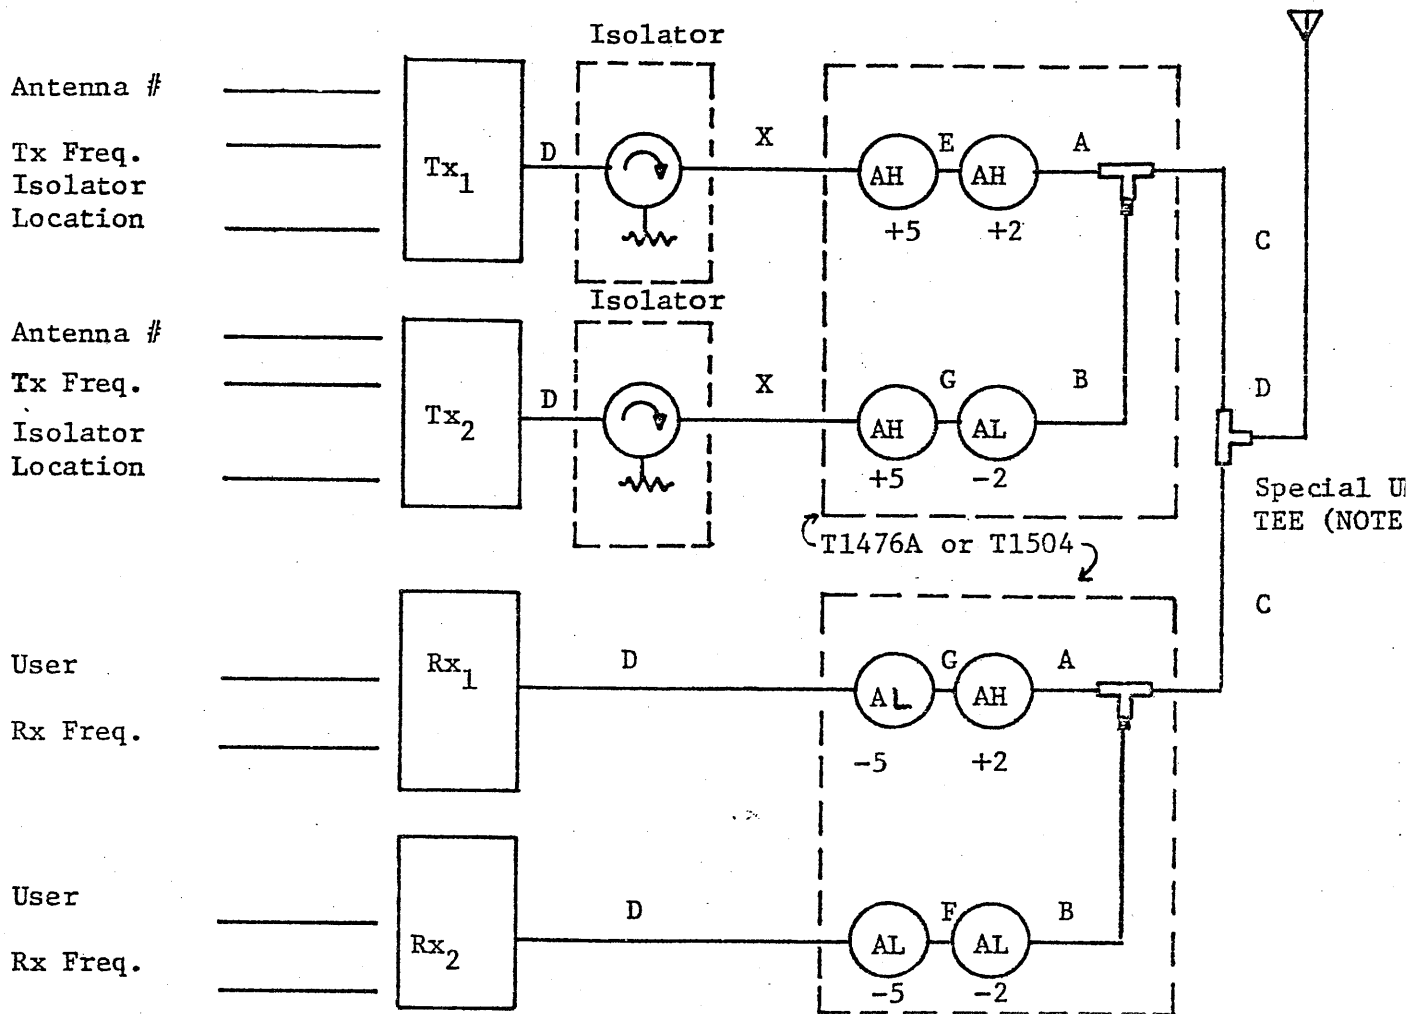 Isolator
Antenna #
Tx Freq.
Isolator
Location
Tx1
D
X
AH
E
AH
A
+5
+2
C
Isolator
Antenna #
Tx Freq.
Isolator
Location
Tx2
D
X
AH
G
AL
B
+5
-2
D
Special
TEE (NOTE
T1476A or T1504
C
User
Rx Freq.
Rx1
D
AL
G
AH
A
-5
+2
User
Rx Freq.
Rx2
D
AL
F
AL
B
-5
-2